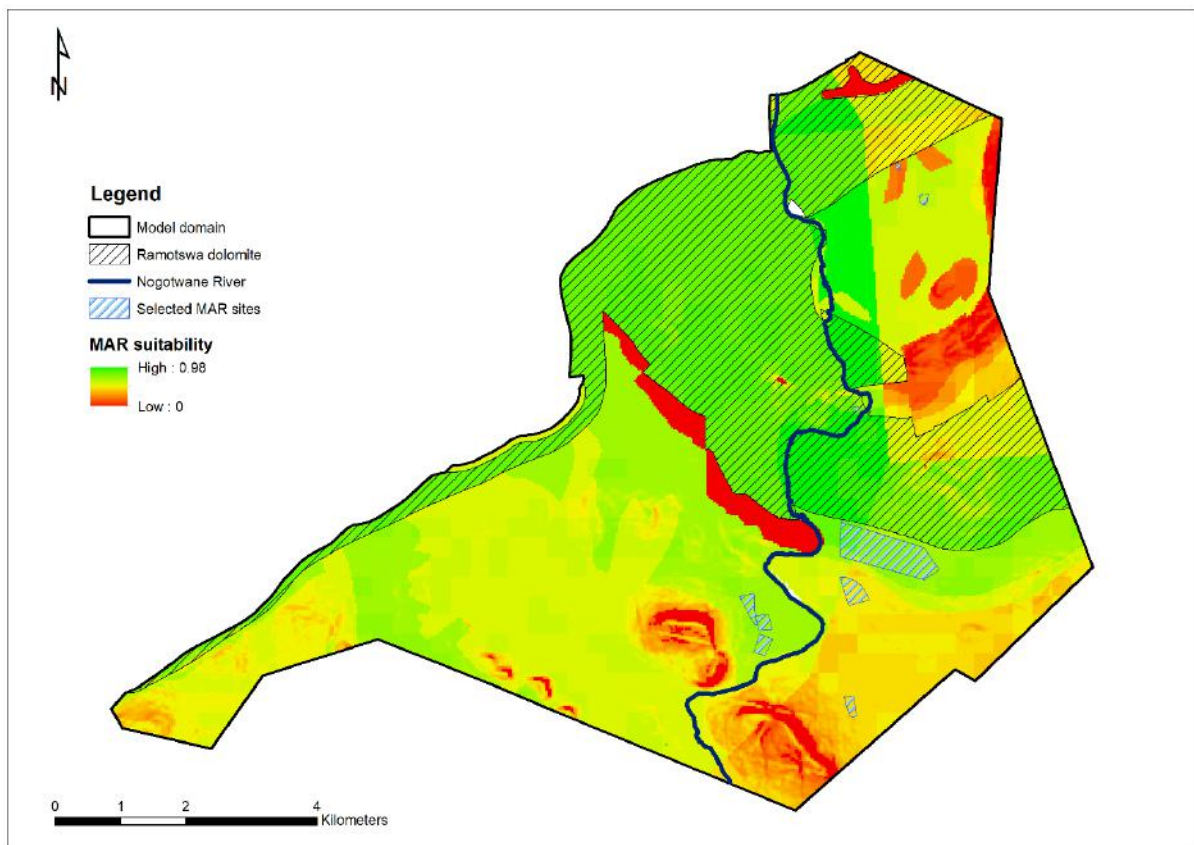 N
Legend
Model domain
Ramotswa dolomite
Nogotwane River
Selected MAR sites
MAR suitability
High : 0.98
Low : 0
0 1 2 4
Kilometers